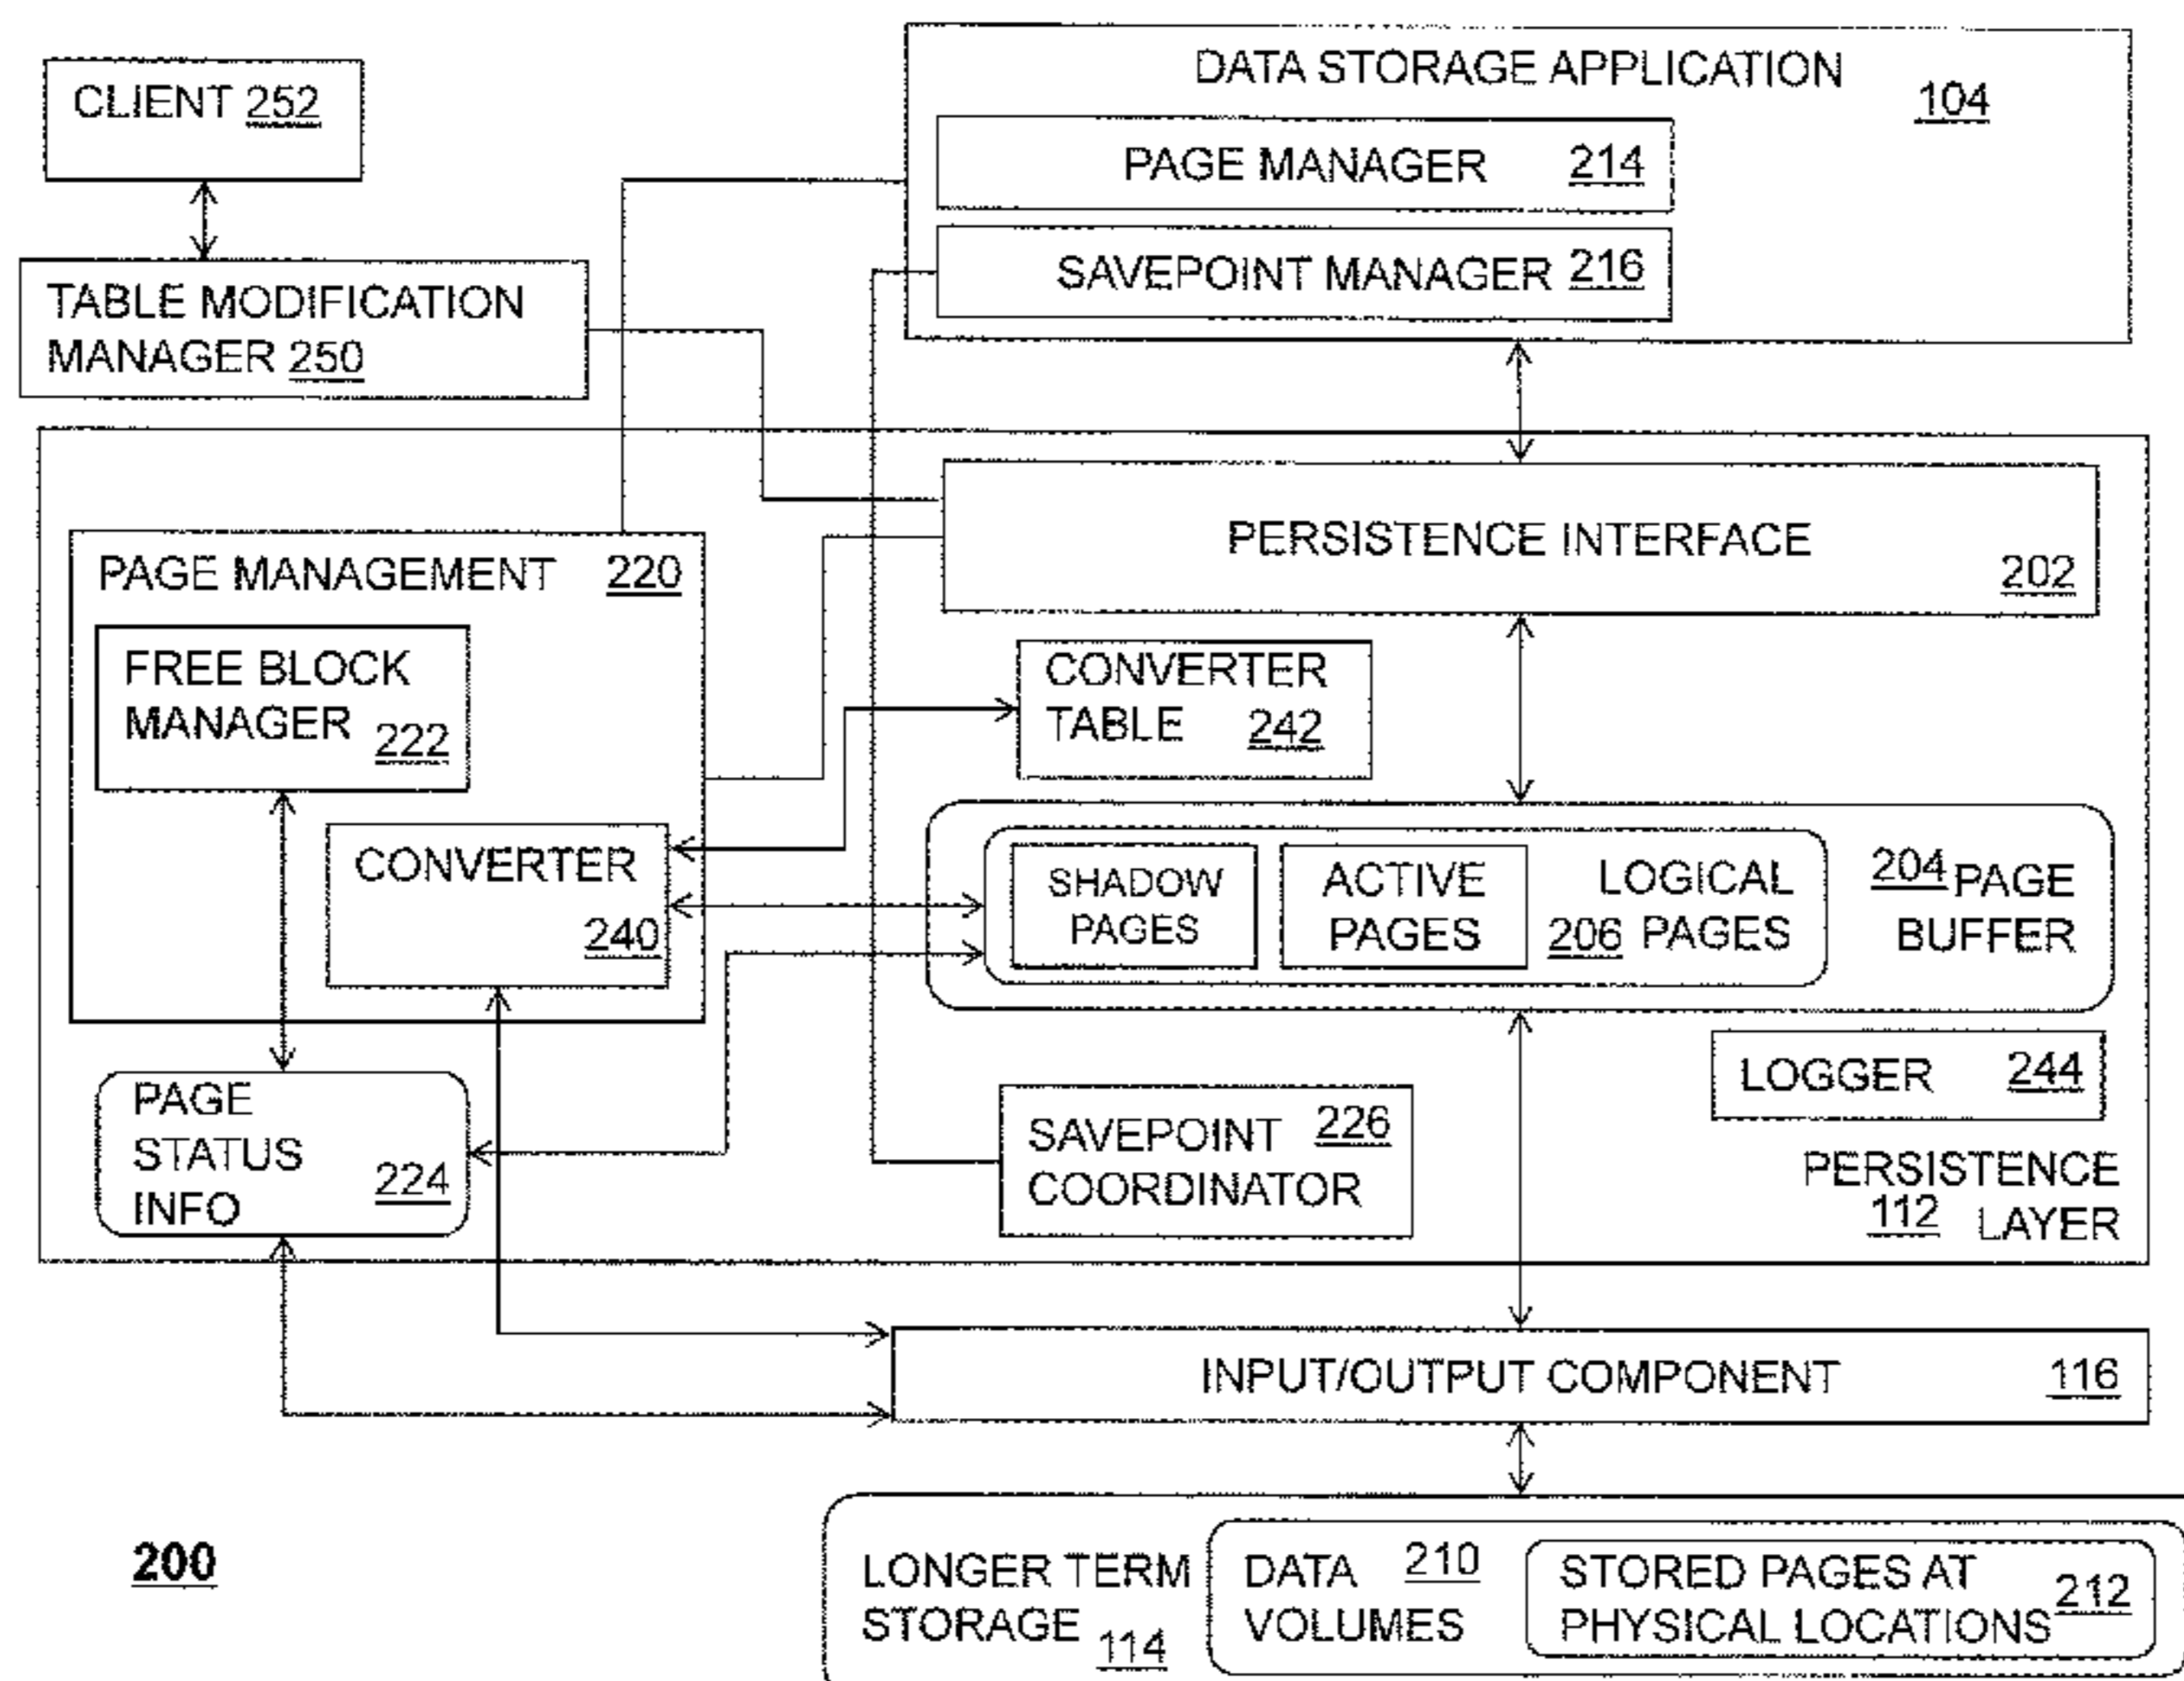 CLIENT 252
TABLE MODIFICATION
MANAGER 250
DATA STORAGE APPLICATION
104
PAGE MANAGER 214
SAVEPOINT MANAGER 216
PERSISTENCE INTERFACE
202
PAGE MANAGEMENT 220
FREE BLOCK
MANAGER 222
CONVERTER
240
CONVERTER
TABLE 242
SHADOW
PAGES
ACTIVE
PAGES
LOGICAL
206 PAGES
204 PAGE
BUFFER
LOGGER 244
PAGE
STATUS
INFO 224
SAVEPOINT 226
COORDINATOR
PERSISTENCE
112 LAYER
INPUT/OUTPUT COMPONENT 116
200
LONGER TERM
STORAGE 114
DATA 210
VOLUMES
STORED PAGES AT
PHYSICAL LOCATIONS 212